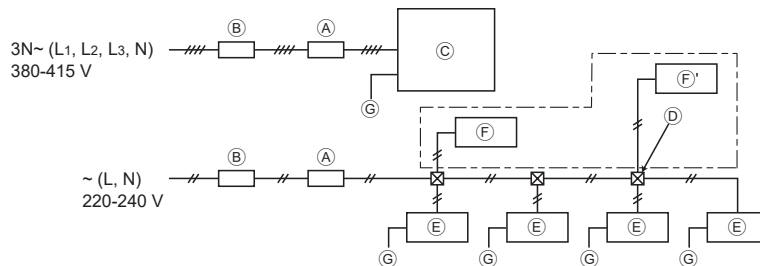 Ⓑ Ⓐ
3N~ (L1, L2, L3, N)
380-415 V
Ⓒ
Ⓖ
Ⓕ'
Ⓕ
Ⓓ
Ⓑ Ⓐ
~ (L, N)
220-240 V
Ⓔ Ⓔ Ⓔ Ⓔ
Ⓖ Ⓖ Ⓖ Ⓖ